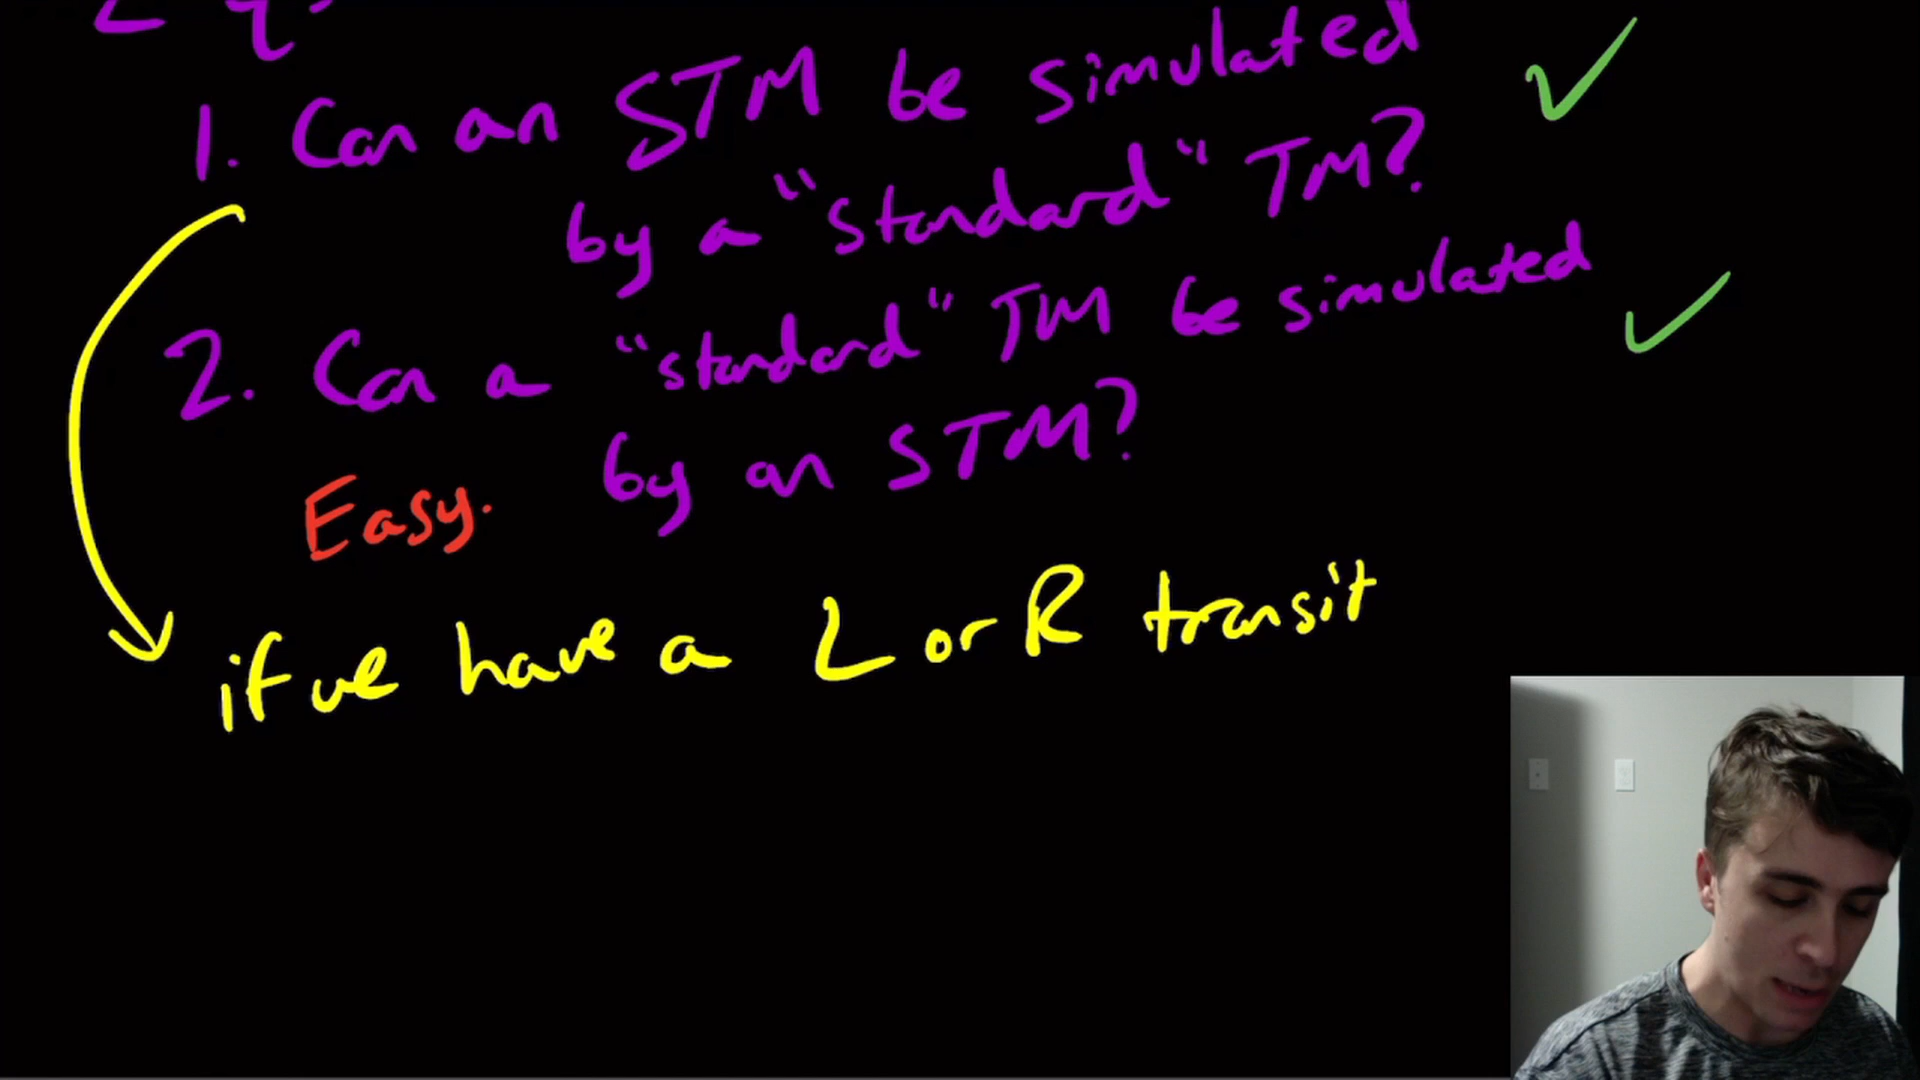 1. Can an STM be simulated
by a "standard" TM?
2. Can a "standard" TM be simulated
by an STM?
Easy.
if we have a L or R transit